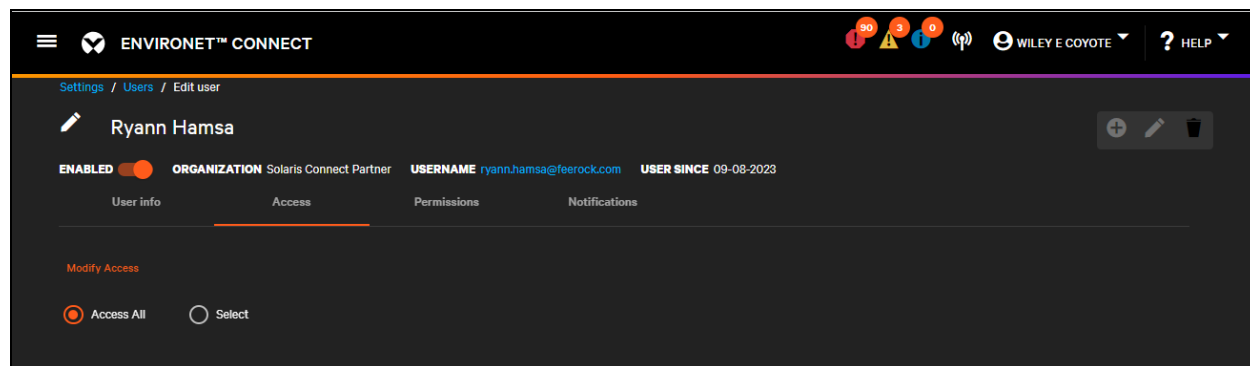 ENVIRONET™ CONNECT 90 3 0 WILEY E COYOTE ? HELP
Settings / Users / Edit user
Ryann Hamsa
ENABLED ORGANIZATION Solaris Connect Partner USERNAME ryann.hamsa@feerock.com USER SINCE 09-08-2023
User info Access Permissions Notifications
Modify Access
Access All Select